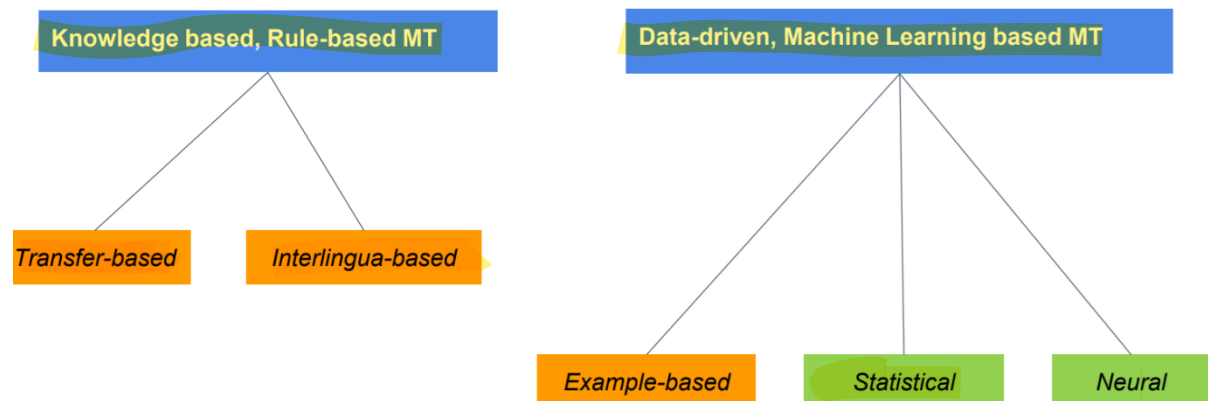 Knowledge based, Rule-based MT
Data-driven, Machine Learning based MT
Transfer-based
Interlingua-based
Example-based
Statistical
Neural